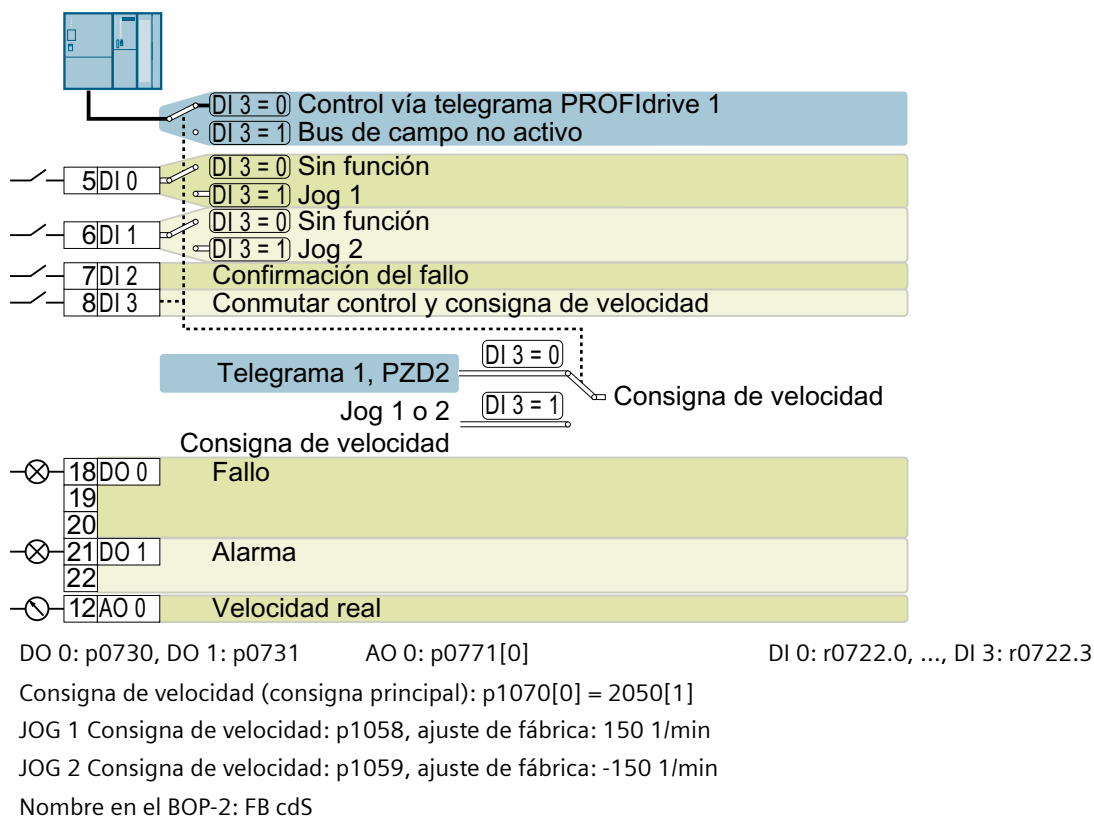 DI 3 = 0 Control vía telegrama PROFIdrive 1
DI 3 = 1 Bus de campo no activo
5 DI 0 DI 3 = 0 Sin función
DI 3 = 1 Jog 1
6 DI 1 DI 3 = 0 Sin función
DI 3 = 1 Jog 2
7 DI 2 Confirmación del fallo
8 DI 3 Conmutar control y consigna de velocidad
Telegrama 1, PZD2 DI 3 = 0
Consigna de velocidad
Jog 1 o 2 DI 3 = 1
Consigna de velocidad
18 DO 0 Fallo
19
20
21 DO 1 Alarma
22
12 AO 0 Velocidad real
DO 0: p0730, DO 1: p0731 AO 0: p0771[0] DI 0: r0722.0, ..., DI 3: r0722.3
Consigna de velocidad (consigna principal): p1070[0] = 2050[1]
JOG 1 Consigna de velocidad: p1058, ajuste de fábrica: 150 1/min
JOG 2 Consigna de velocidad: p1059, ajuste de fábrica: -150 1/min
Nombre en el BOP-2: FB cdS